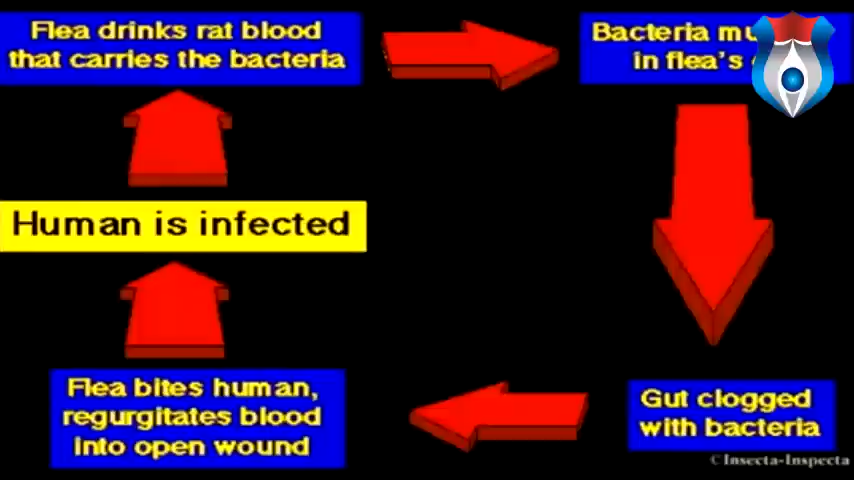 Flea drinks rat blood
that carries the bacteria
Bacteria
in flea's
Human is infected
Flea bites human,
regurgitates blood
into open wound
Gut clogged
with bacteria
©Insecta-Inspecta